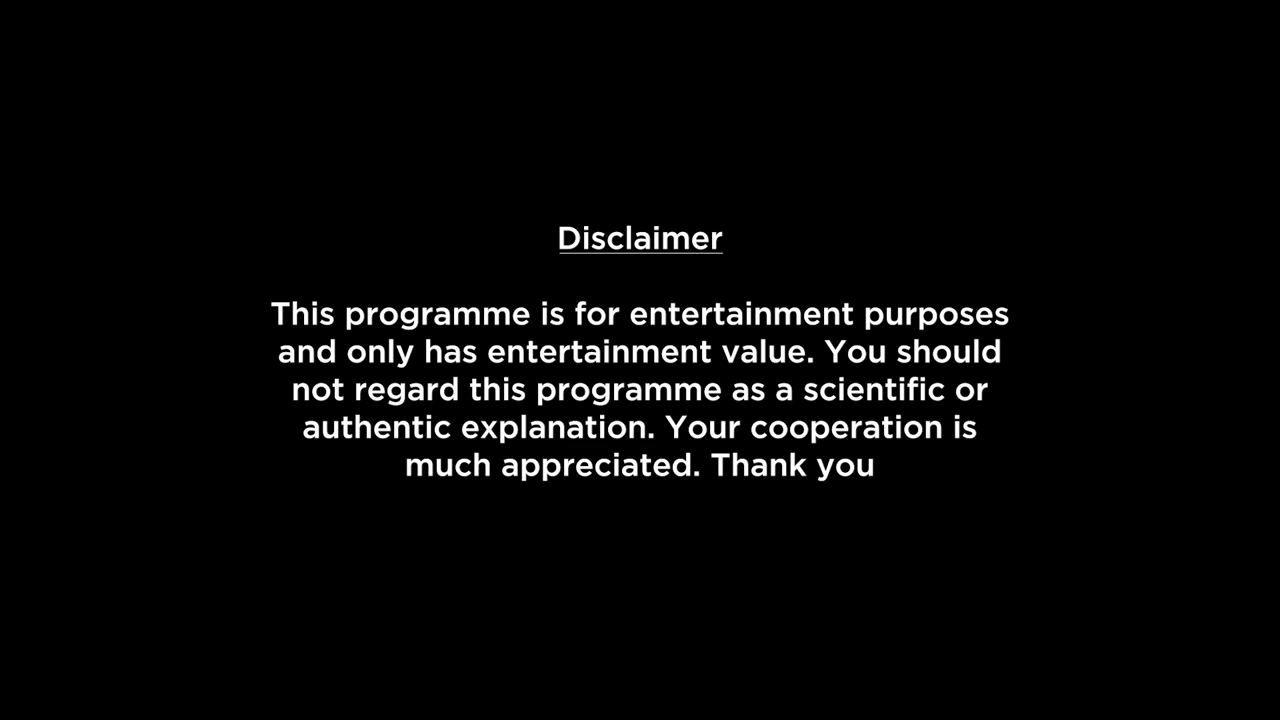 Disclaimer
This programme is for entertainment purposes
and only has entertainment value. You should
not regard this programme as a scientific or
authentic explanation. Your cooperation is
much appreciated. Thank you